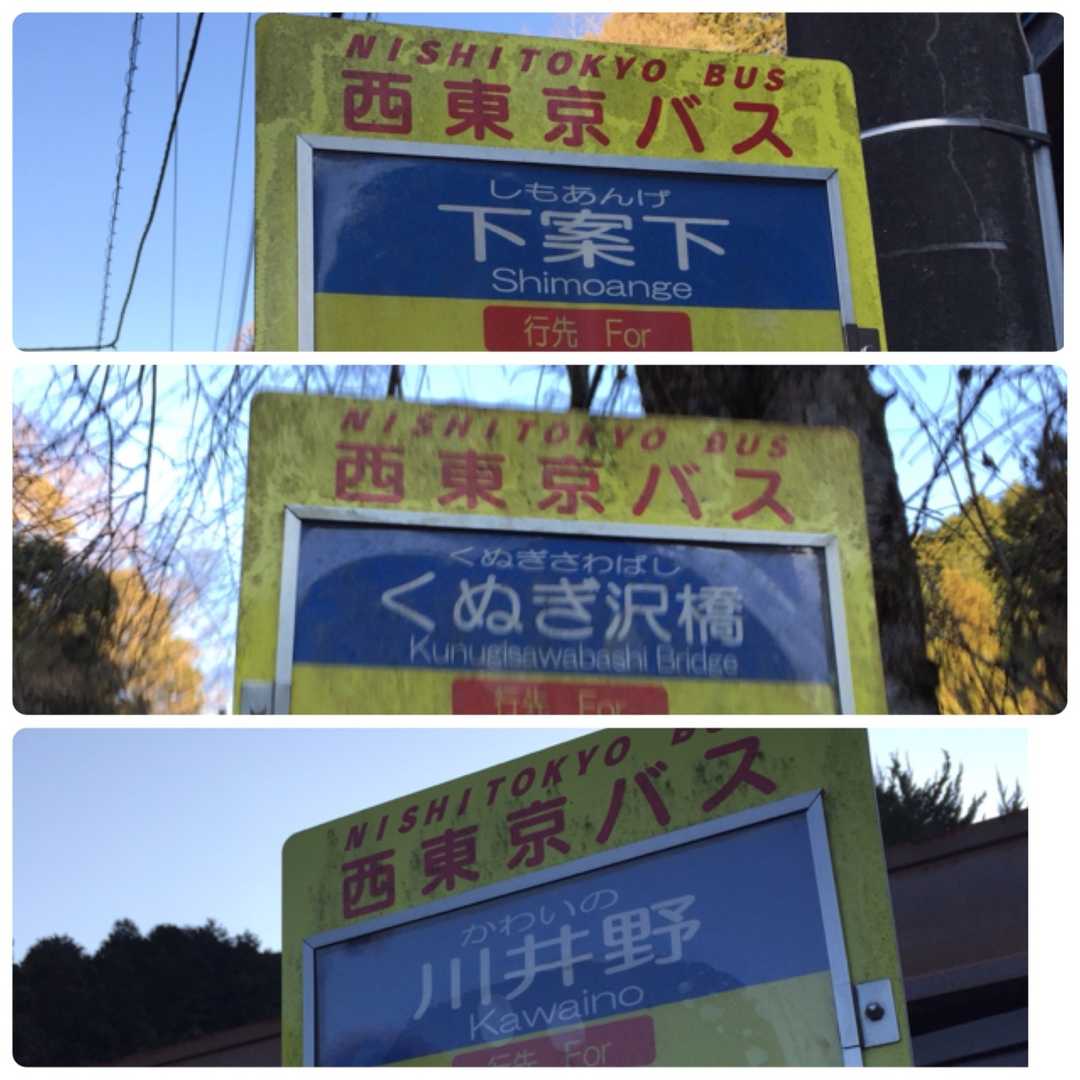 NISHITOKYO BUS
西東京バス
しもあんげ
下案下
Shimoange
行先 For
NISHITOKYO BUS
西東京バス
くぬぎさわばし
くぬぎ沢橋
Kunugisawabashi Bridge
行先 For
NISHITOKYO BUS
西東京バス
かわいの
川井野
Kawaino
行先 For